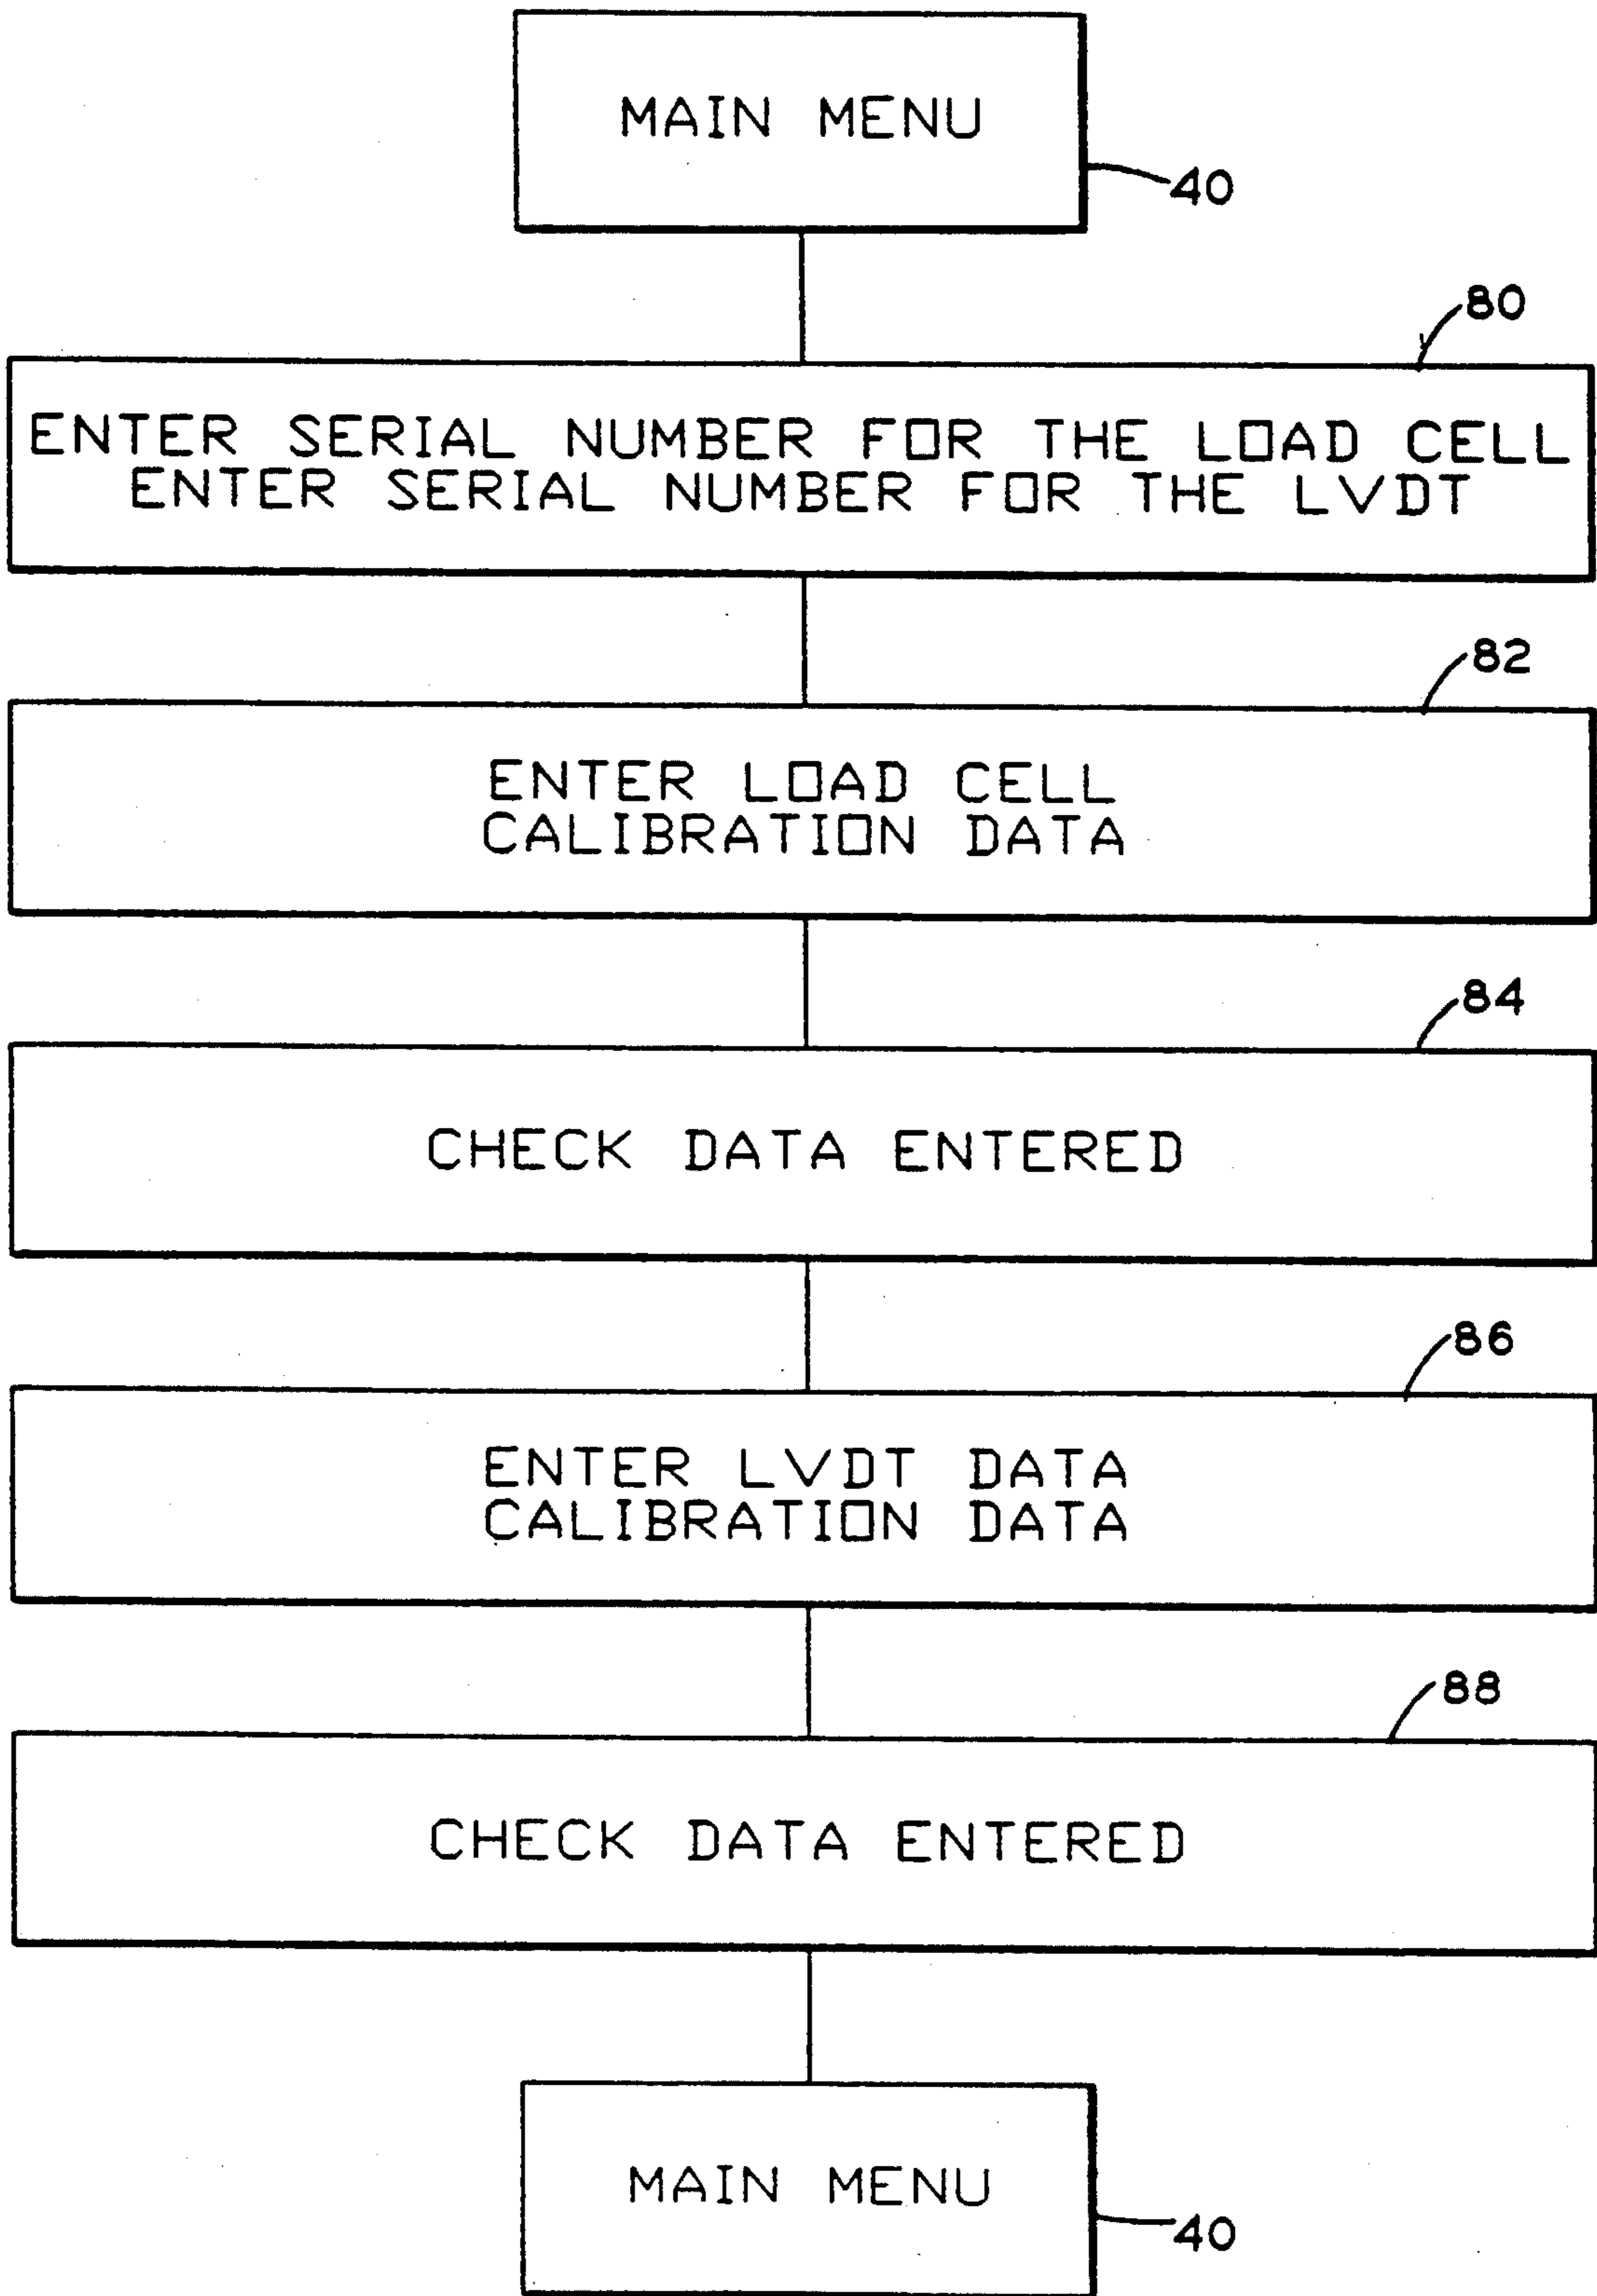 MAIN MENU
40
80
ENTER SERIAL NUMBER FOR THE LOAD CELL
ENTER SERIAL NUMBER FOR THE LVDT
82
ENTER LOAD CELL
CALIBRATION DATA
84
CHECK DATA ENTERED
86
ENTER LVDT DATA
CALIBRATION DATA
88
CHECK DATA ENTERED
MAIN MENU
40